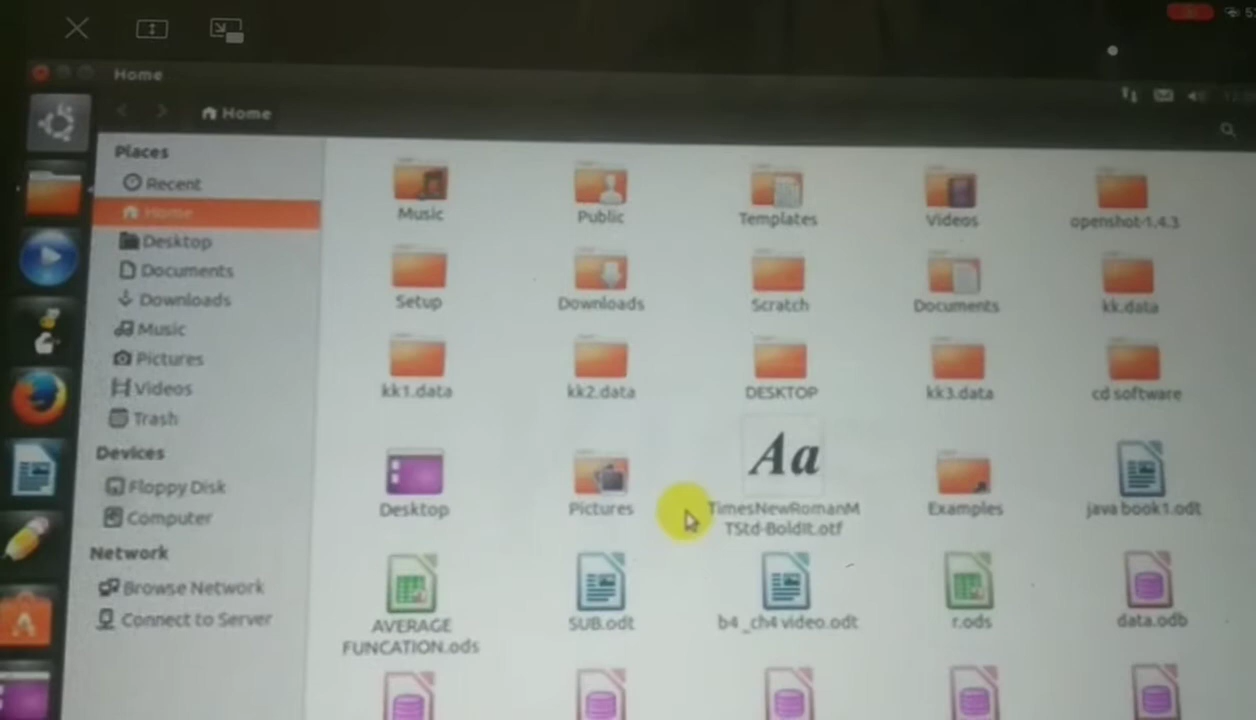 Home
Home
Places
Recent
Home
Desktop
Documents
Downloads
Music
Pictures
Videos
Trash
Devices
Floppy Disk
Computer
Network
Browse Network
Connect to Server
Music
Public
Templates
Videos
openshot-1.4.3
Setup
Downloads
Scratch
Documents
kk.data
kk1.data
kk2.data
DESKTOP
kk3.data
cd software
Desktop
Pictures
Aa
TimesNewRomanM
TStd-BoldIt.otf
Examples
java book1.odt
AVERAGE
FUNCATION.ods
SUB.odt
b4_ch4 video.odt
r.ods
data.odb